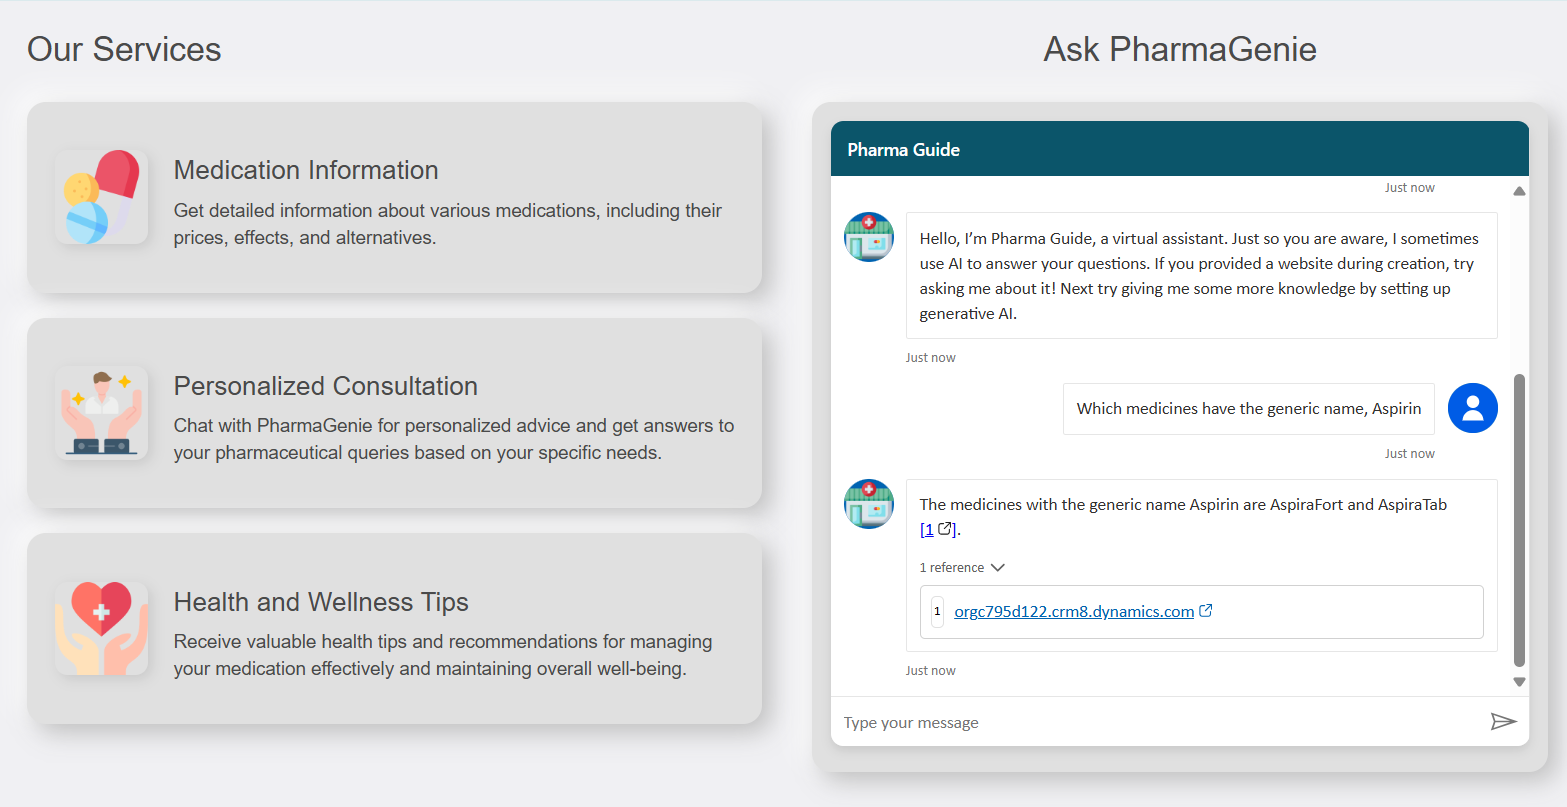 Our Services
Medication Information
Get detailed information about various medications, including their
prices, effects, and alternatives.
Personalized Consultation
Chat with PharmaGenie for personalized advice and get answers to
your pharmaceutical queries based on your specific needs.
Health and Wellness Tips
Receive valuable health tips and recommendations for managing
your medication effectively and maintaining overall well-being.
Ask PharmaGenie
Pharma Guide
Just now
Hello, I’m Pharma Guide, a virtual assistant. Just so you are aware, I sometimes
use AI to answer your questions. If you provided a website during creation, try
asking me about it! Next try giving me some more knowledge by setting up
generative AI.
Just now
Which medicines have the generic name, Aspirin
Just now
The medicines with the generic name Aspirin are AspiraFort and AspiraTab
[1].
1 reference
1 orgc795d122.crm8.dynamics.com
Just now
Type your message